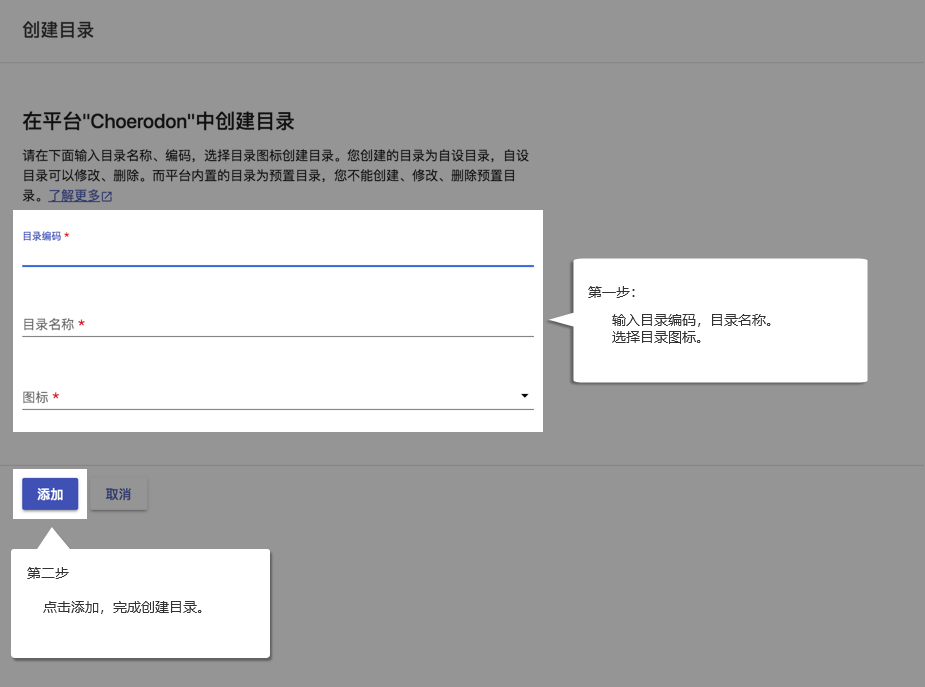 创建目录
在平台"Choerodon"中创建目录
请在下面输入目录名称、编码，选择目录图标创建目录。您创建的目录为自设目录，自设
目录可以修改、删除。而平台内置的目录为预置目录，您不能创建、修改、删除预置目
录。了解更多
目录编码 *
第一步：
输入目录编码，目录名称。
选择目录图标。
目录名称 *
图标 *
添加
取消
第二步
点击添加，完成创建目录。